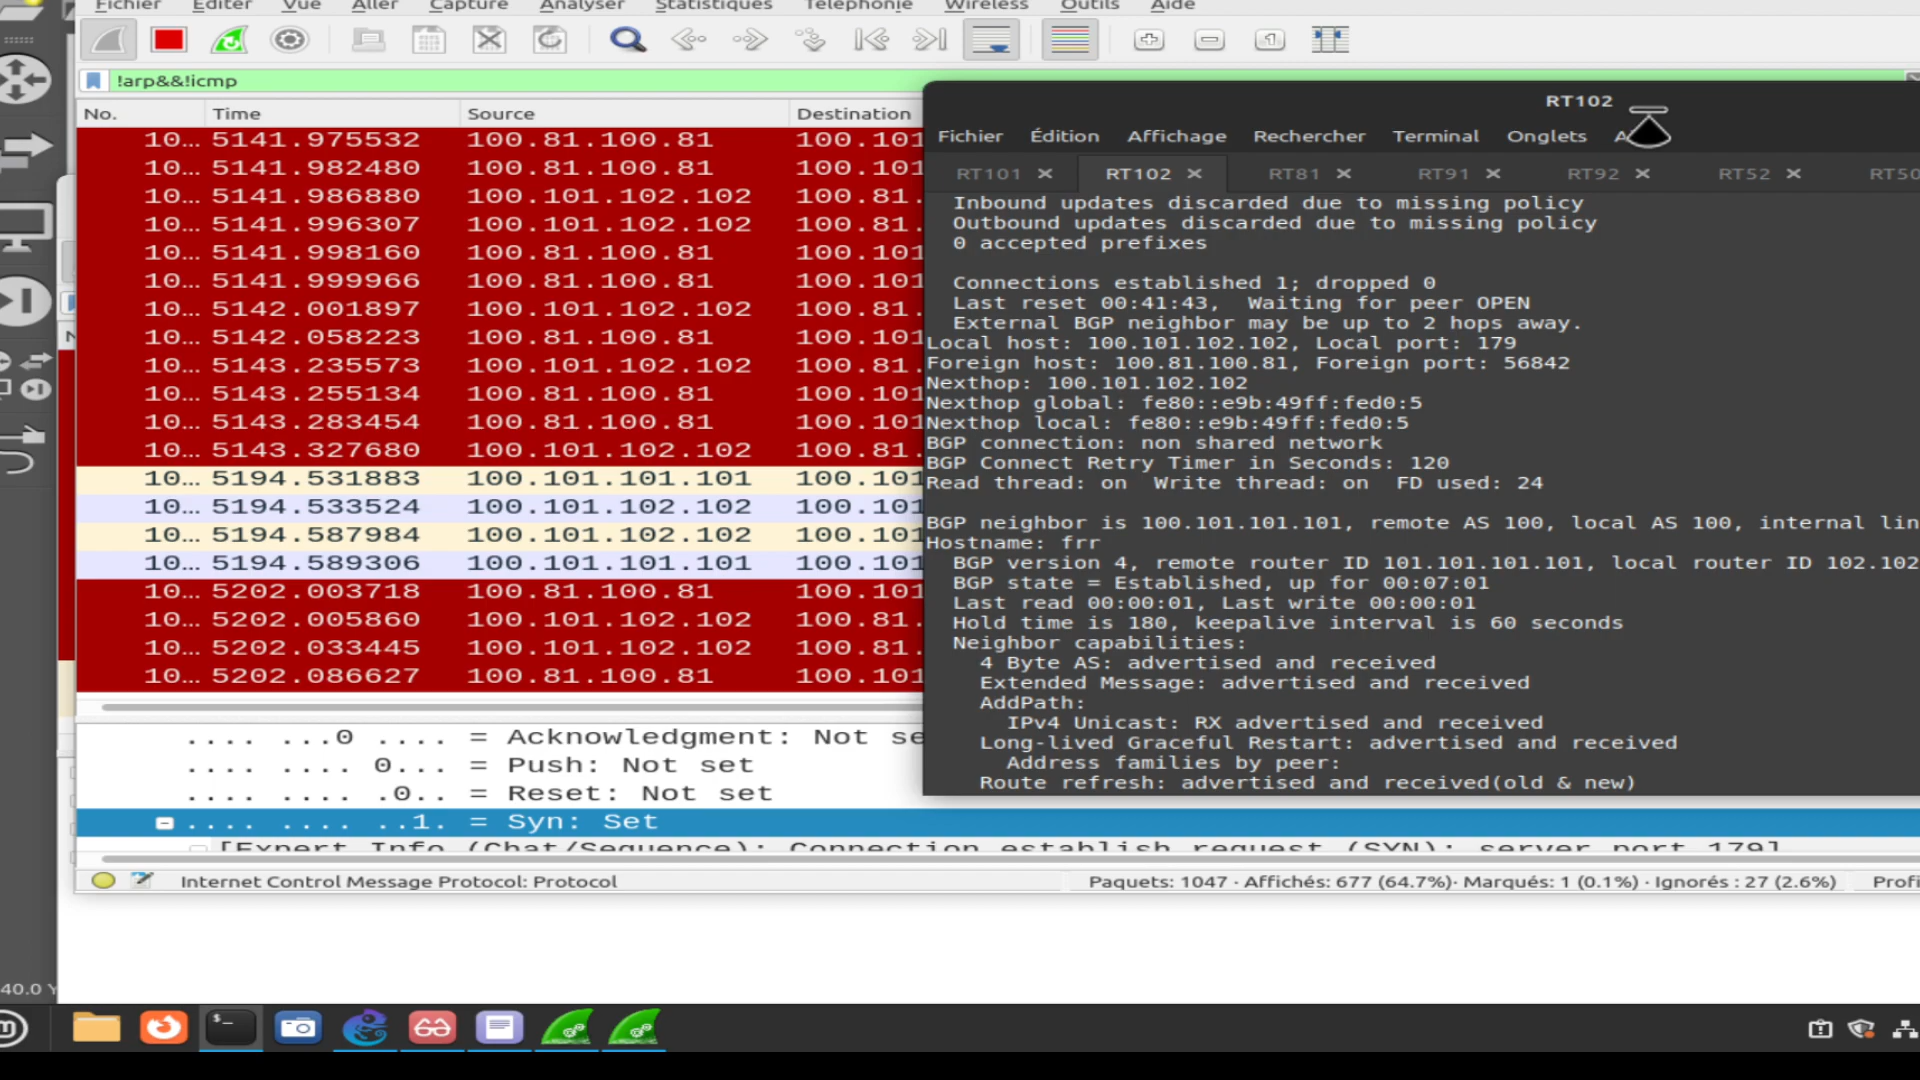 Fichier Editer Vue Aller Capture Analyser Statistiques Telephonie Wireless Outils Aide
!arp&&!icmp
No. Time Source Destination
10… 5141.975532 100.81.100.81 100.101
10… 5141.982480 100.81.100.81 100.101
10… 5141.986880 100.101.102.102 100.81.
10… 5141.996307 100.101.102.102 100.81.
10… 5141.998160 100.81.100.81 100.101
10… 5141.999966 100.81.100.81 100.101
10… 5142.001897 100.101.102.102 100.81.
10… 5142.058223 100.81.100.81 100.101
10… 5143.235573 100.101.102.102 100.81.
10… 5143.255134 100.81.100.81 100.101
10… 5143.283454 100.81.100.81 100.101
10… 5143.327680 100.101.102.102 100.81.
10… 5194.531883 100.101.101.101 100.101
10… 5194.533524 100.101.102.102 100.101
10… 5194.587984 100.101.102.102 100.101
10… 5194.589306 100.101.101.101 100.101
10… 5202.003718 100.81.100.81 100.101
10… 5202.005860 100.101.102.102 100.81.
10… 5202.033445 100.101.102.102 100.81.
10… 5202.086627 100.81.100.81 100.101
.... ...0 .... = Acknowledgment: Not se
.... .... 0... = Push: Not set
.... .... .0.. = Reset: Not set
.... .... ..1. = Syn: Set
[Expert Info (Chat/Sequence): Connection establish request (SYN): server port 179]
Internet Control Message Protocol: Protocol
Paquets: 1047 · Affichés: 677 (64.7%)· Marqués: 1 (0.1%) · Ignorés : 27 (2.6%)
Profi
RT102
Fichier Édition Affichage Rechercher Terminal Onglets A
RT101 RT102 RT81 RT91 RT92 RT52 RT50
Inbound updates discarded due to missing policy
Outbound updates discarded due to missing policy
0 accepted prefixes
Connections established 1; dropped 0
Last reset 00:41:43,  Waiting for peer OPEN
External BGP neighbor may be up to 2 hops away.
Local host: 100.101.102.102, Local port: 179
Foreign host: 100.81.100.81, Foreign port: 56842
Nexthop: 100.101.102.102
Nexthop global: fe80::e9b:49ff:fed0:5
Nexthop local: fe80::e9b:49ff:fed0:5
BGP connection: non shared network
BGP Connect Retry Timer in Seconds: 120
Read thread: on  Write thread: on  FD used: 24
BGP neighbor is 100.101.101.101, remote AS 100, local AS 100, internal lin
Hostname: frr
BGP version 4, remote router ID 101.101.101.101, local router ID 102.102
BGP state = Established, up for 00:07:01
Last read 00:00:01, Last write 00:00:01
Hold time is 180, keepalive interval is 60 seconds
Neighbor capabilities:
4 Byte AS: advertised and received
Extended Message: advertised and received
AddPath:
IPv4 Unicast: RX advertised and received
Long-lived Graceful Restart: advertised and received
Address families by peer:
Route refresh: advertised and received(old & new)
40.0 Y